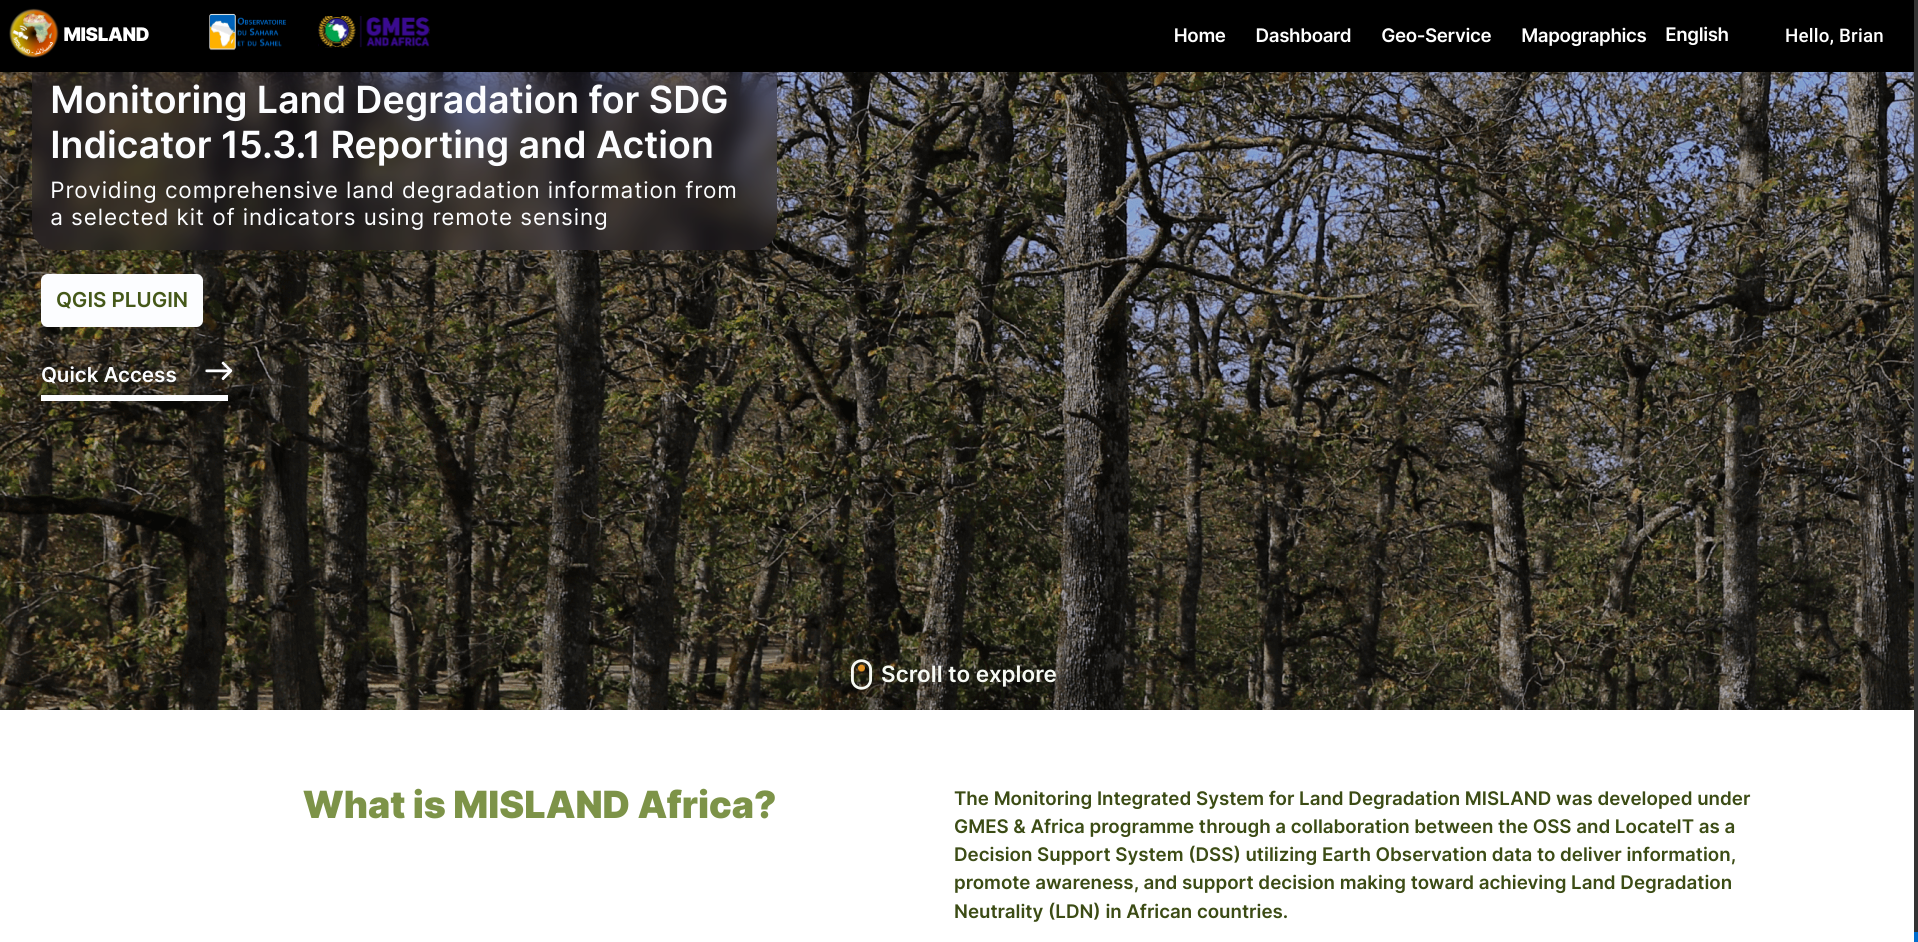 MISLAND
OBSERVATOIRE
DU SAHARA
ET DU SAHEL
GMES
AND AFRICA
Home
Dashboard
Geo-Service
Mapographics
English
Hello, Brian
Monitoring Land Degradation for SDG
Indicator 15.3.1 Reporting and Action
Providing comprehensive land degradation information from
a selected kit of indicators using remote sensing
QGIS PLUGIN
Quick Access
Scroll to explore
What is MISLAND Africa?
The Monitoring Integrated System for Land Degradation MISLAND was developed under
GMES & Africa programme through a collaboration between the OSS and LocateIT as a
Decision Support System (DSS) utilizing Earth Observation data to deliver information,
promote awareness, and support decision making toward achieving Land Degradation
Neutrality (LDN) in African countries.